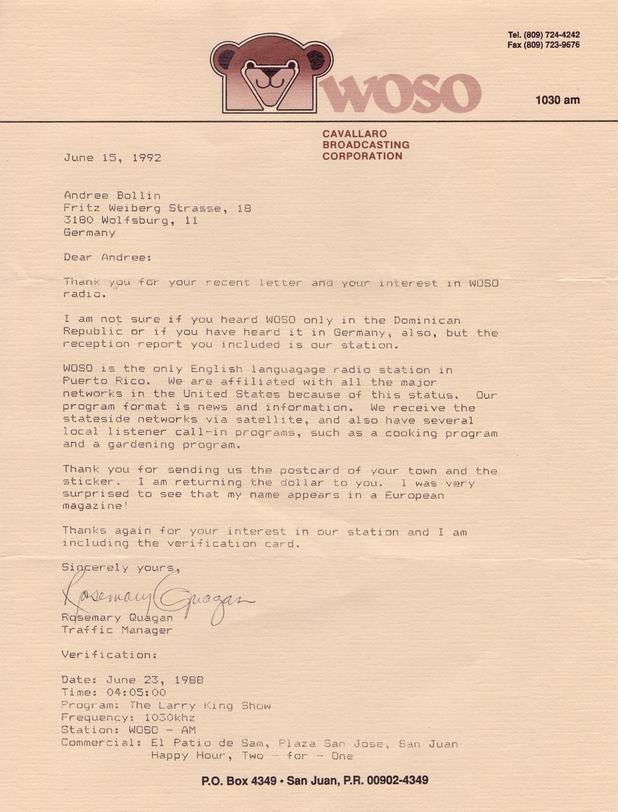 Tel. (809) 724-4242
Fax (809) 723-9676
WOSO
1030 am
CAVALLARO
BROADCASTING
CORPORATION
June 15, 1992
Andree Bollin
Fritz Weiberg Strasse, 18
3180 Wolfsburg, 11
Germany
Dear Andree:
Thank you for your recent letter and your interest in WOSO
radio.
I am not sure if you heard WOSO only in the Dominican
Republic or if you have heard it in Germany, also, but the
reception report you included is our station.
WOSO is the only English languagage radio station in
Puerto Rico. We are affiliated with all the major
networks in the United States because of this status. Our
program format is news and information. We receive the
stateside networks via satellite, and also have several
local listener call-in programs, such as a cooking program
and a gardening program.
Thank you for sending us the postcard of your town and the
sticker. I am returning the dollar to you. I was very
surprised to see that my name appears in a European
magazine!
Thanks again for your interest in our station and I am
including the verification card.
Sincerely yours,
Rosemary Quagan
Rosemary Quagan
Traffic Manager
Verification:
Date: June 23, 1988
Time: 04:05:00
Program: The Larry King Show
Frequency: 1030khz
Station: WOSO - AM
Commercial: El Patio de Sam, Plaza San Jose, San Juan
Happy Hour, Two - for - One
P.O. Box 4349 • San Juan, P.R. 00902-4349